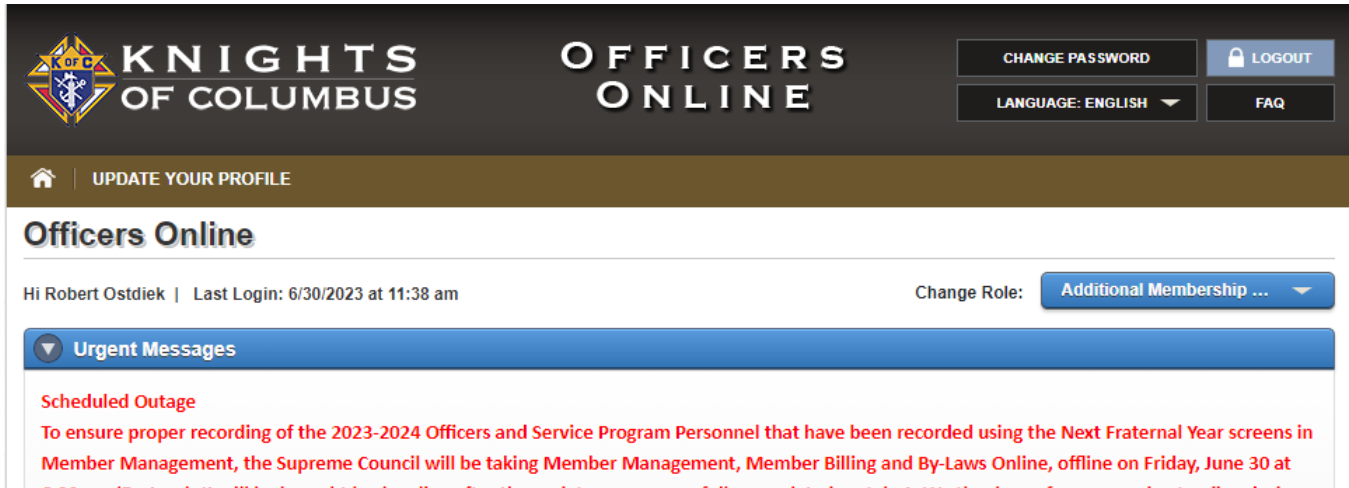 K OF C
KNIGHTS
OF COLUMBUS
OFFICERS
ONLINE
CHANGE PASSWORD
LOGOUT
LANGUAGE: ENGLISH
FAQ
UPDATE YOUR PROFILE
Officers Online
Hi Robert Ostdiek | Last Login: 6/30/2023 at 11:38 am
Change Role: Additional Membership ...
Urgent Messages
Scheduled Outage
To ensure proper recording of the 2023-2024 Officers and Service Program Personnel that have been recorded using the Next Fraternal Year screens in
Member Management, the Supreme Council will be taking Member Management, Member Billing and By-Laws Online, offline on Friday, June 30 at